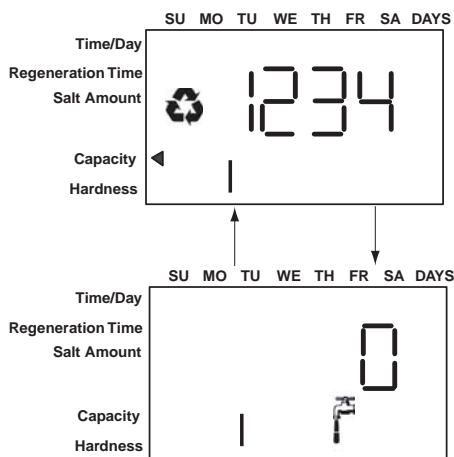 SU MO TU WE TH FR SA DAYS
Time/Day
Regeneration Time
Salt Amount
1234
Capacity
Hardness
1
SU MO TU WE TH FR SA DAYS
Time/Day
Regeneration Time
Salt Amount
0
Capacity
Hardness
1